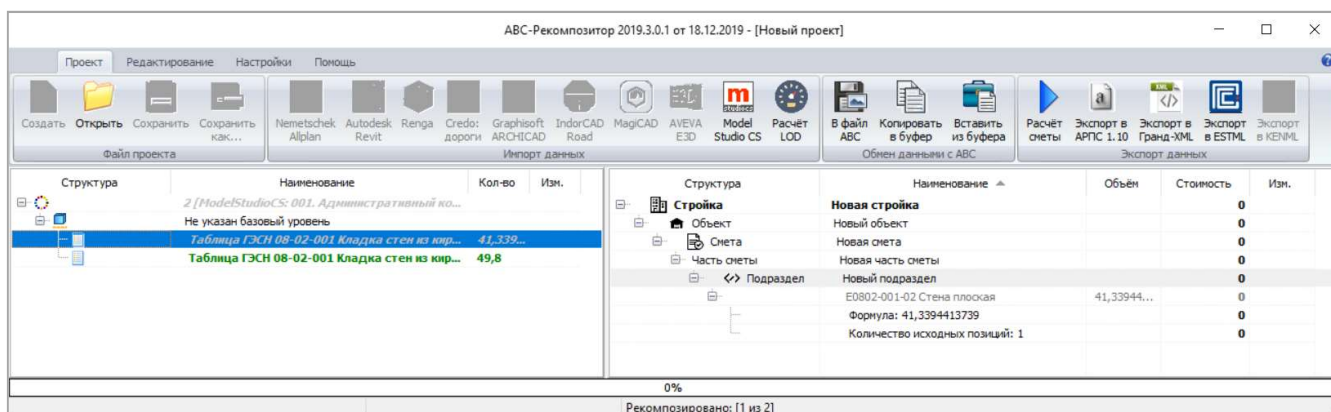 АВС-Рекомпозитор 2019.3.0.1 от 18.12.2019 - [Новый проект]
Проект Редактирование Настройки Помощь
Создать Открыть Сохранить Сохранить как...
Nemetschek Allplan Autodesk Revit Renga Credo: дороги Graphisoft ARCHICAD IndorCAD Road MagiCAD AVEVA E3D Model Studio CS Расчёт LOD
В файл АВС Копировать в буфер Вставить из буфера
Расчёт сметы Экспорт в АРПС 1.10 Экспорт в Гранд-XML Экспорт в ESTML Экспорт в KENML
Файл проекта Импорт данных Обмен данными с АВС Экспорт данных
Структура Наименование Кол-во Изм.
2 [ModelStudioCS: 001. Административный ко...
Не указан базовый уровень
Таблица ГЭСН 08-02-001 Кладка стен из кир... 41,339...
Таблица ГЭСН 08-02-001 Кладка стен из кир... 49,8
Структура Наименование Объём Стоимость Изм.
Стройка Новая стройка 0
Объект Новый объект 0
Смета Новая смета 0
Часть сметы Новая часть сметы 0
Подраздел Новый подраздел 0
Е0802-001-02 Стена плоская 41,33944... 0
Формула: 41,3394413739 0
Количество исходных позиций: 1 0
0%
Рекомпозировано: [1 из 2]